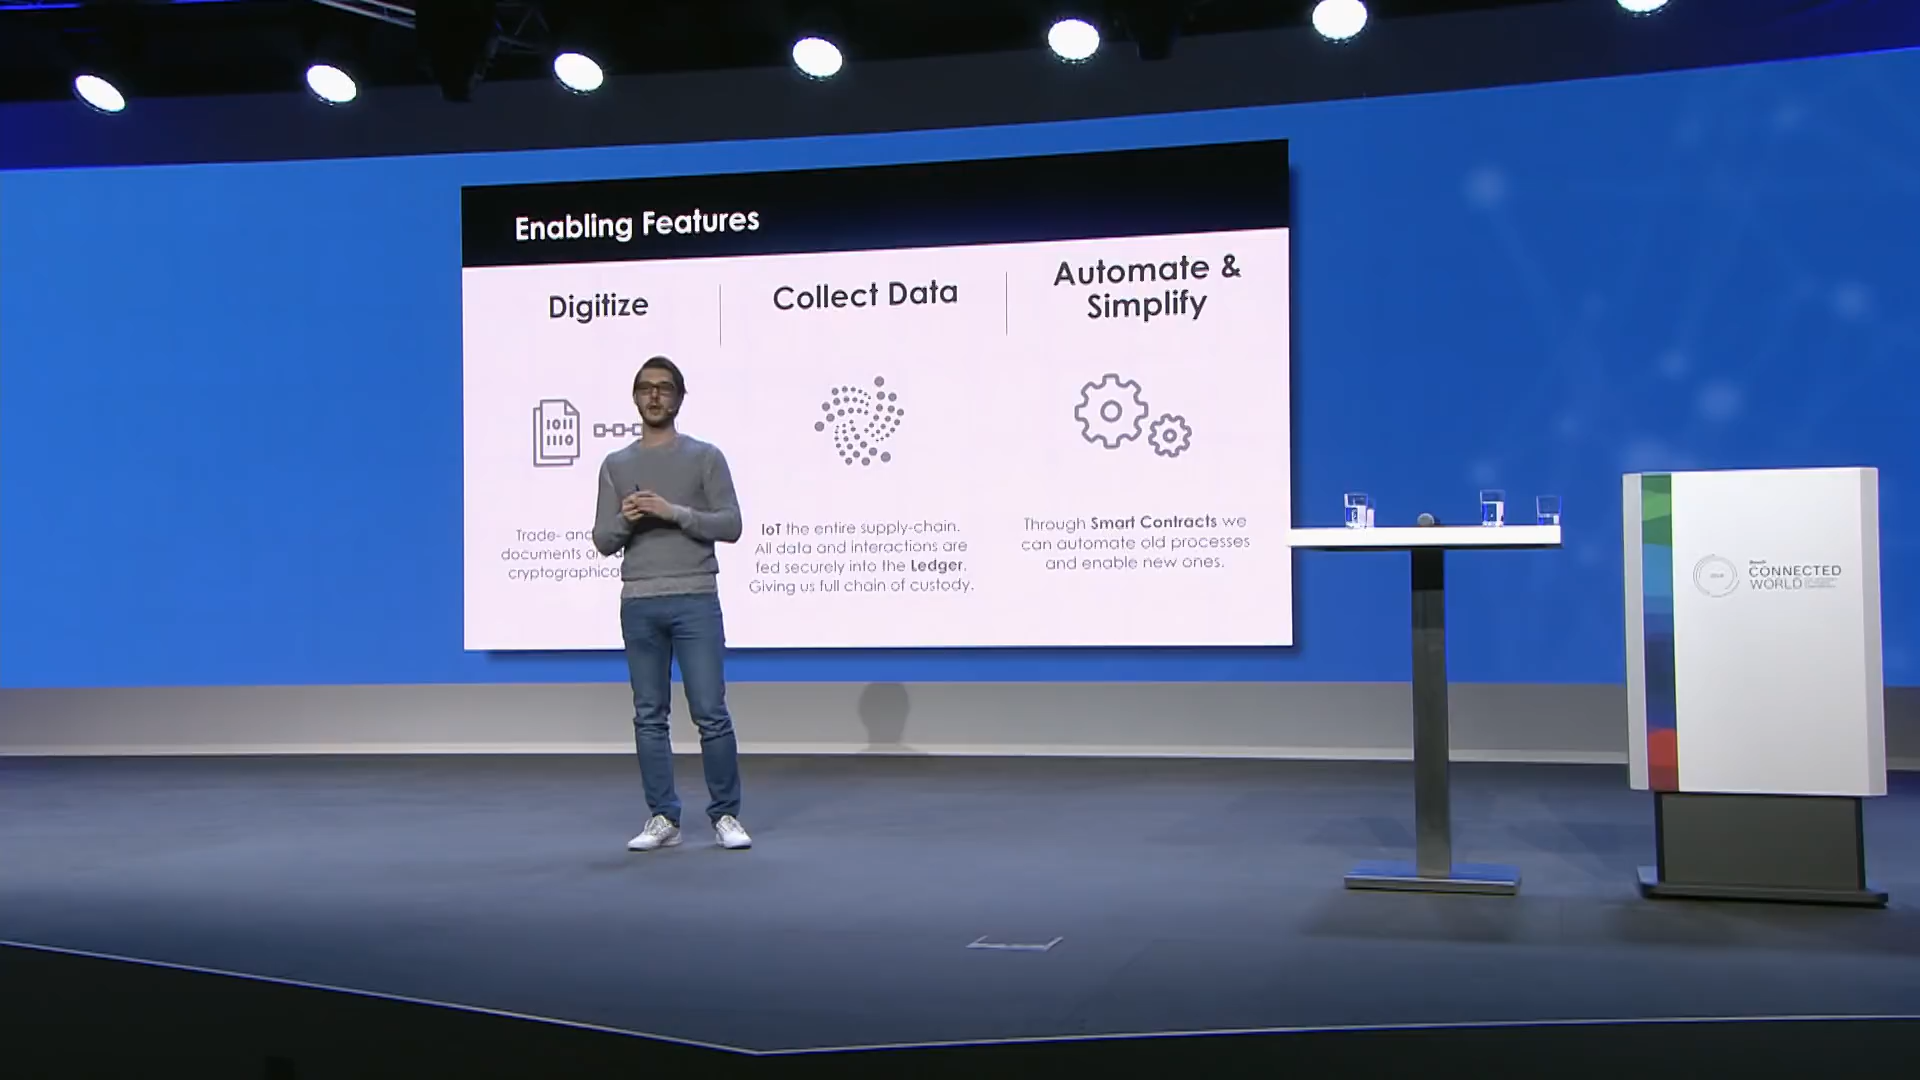 Enabling Features
Digitize
1011
1110
Trade- and
documents are
cryptographica
Collect Data
IoT the entire supply-chain.
All data and interactions are
fed securely into the Ledger.
Giving us full chain of custody.
Automate &
Simplify
Through Smart Contracts we
can automate old processes
and enable new ones.
CONNECTED
WORLD